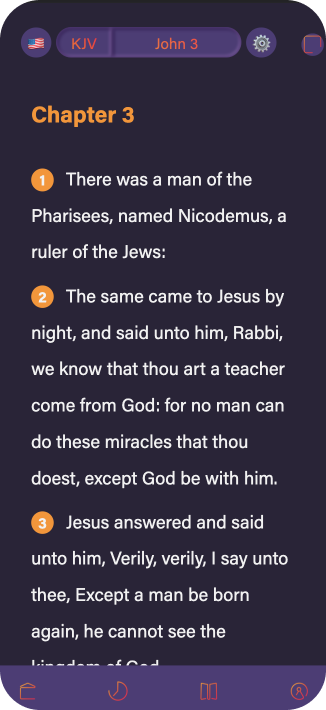 KJV John 3
Chapter 3
1 There was a man of the
Pharisees, named Nicodemus, a
ruler of the Jews:
2 The same came to Jesus by
night, and said unto him, Rabbi,
we know that thou art a teacher
come from God: for no man can
do these miracles that thou
doest, except God be with him.
3 Jesus answered and said
unto him, Verily, verily, I say unto
thee, Except a man be born
again, he cannot see the
kingdom of God